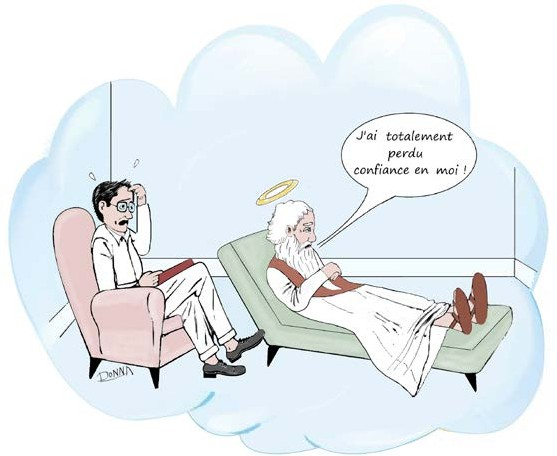 J'ai totalement
perdu
confiance en moi !
DONNA